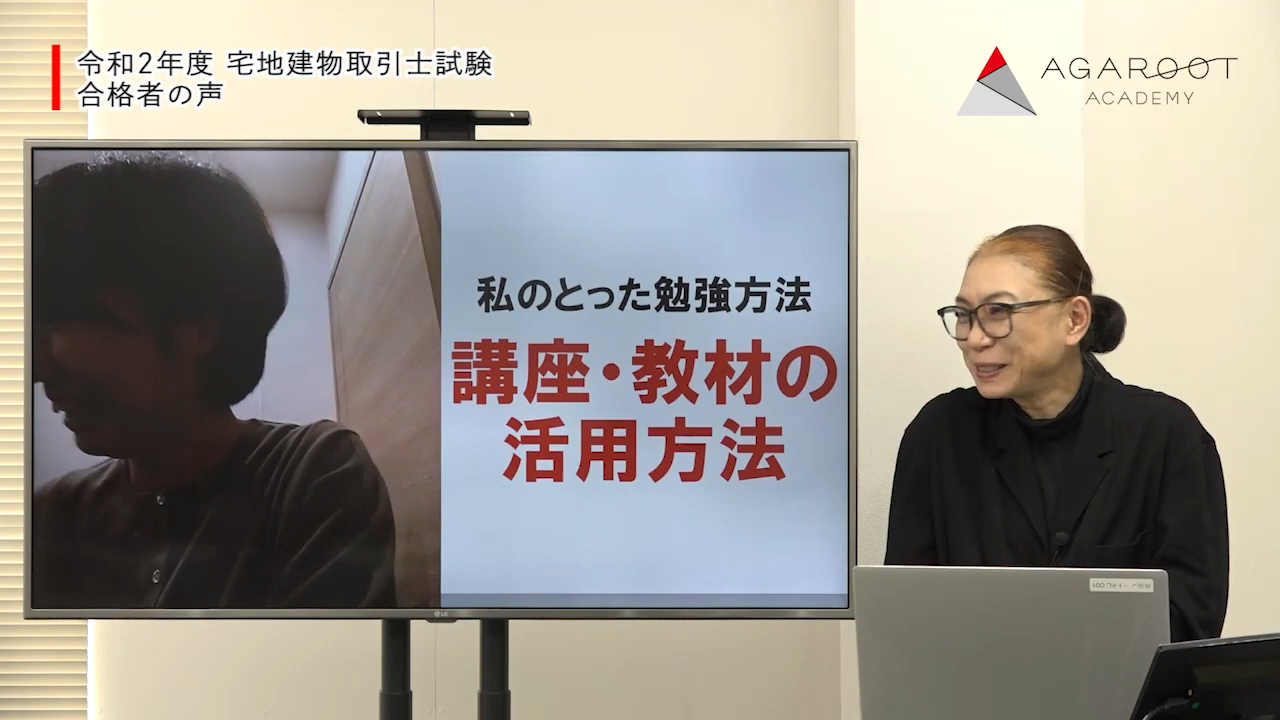 令和2年度 宅地建物取引士試験
合格者の声
AGAROOT
ACADEMY
私のとった勉強方法
講座・教材の
活用方法
LG